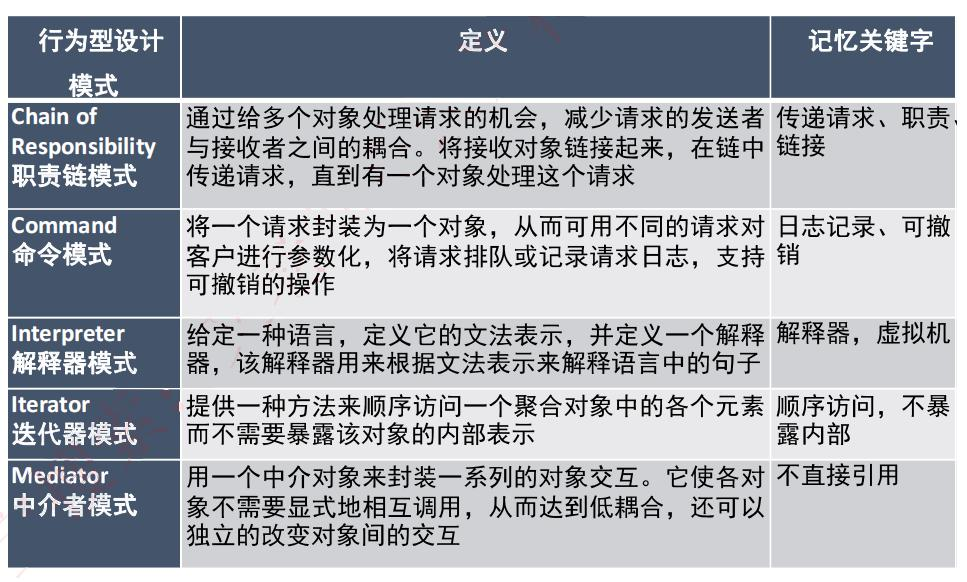 行为型设计
模式
定义
记忆关键字
Chain of
Responsibility
职责链模式
通过给多个对象处理请求的机会，减少请求的发送者
与接收者之间的耦合。将接收对象链接起来，在链中
传递请求，直到有一个对象处理这个请求
传递请求、职责、
链接
Command
命令模式
将一个请求封装为一个对象，从而可用不同的请求对
客户进行参数化，将请求排队或记录请求日志，支持
可撤销的操作
日志记录、可撤
销
Interpreter
解释器模式
给定一种语言，定义它的文法表示，并定义一个解释
器，该解释器用来根据文法表示来解释语言中的句子
解释器，虚拟机
Iterator
迭代器模式
提供一种方法来顺序访问一个聚合对象中的各个元素
而不需要暴露该对象的内部表示
顺序访问，不暴
露内部
Mediator
中介者模式
用一个中介对象来封装一系列的对象交互。它使各对
象不需要显式地相互调用，从而达到低耦合，还可以
独立的改变对象间的交互
不直接引用